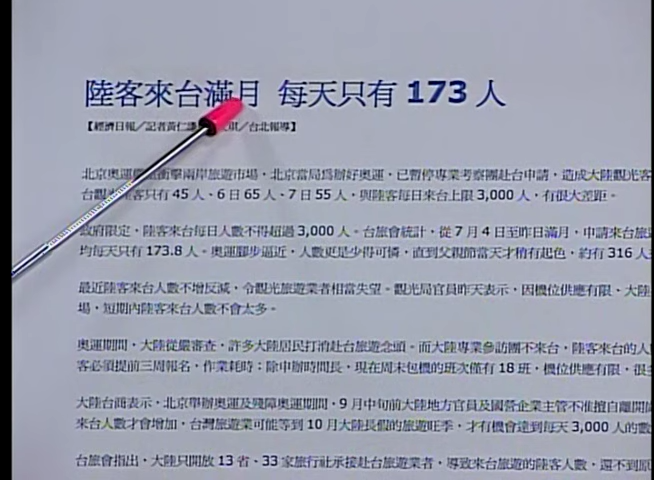 陸客來台滿月 每天只有 173 人
【經濟日報╱記者黃仁 琪╱台北報導】
北京奧運 衝擊兩岸旅遊市場，北京當局為辦好奧運，已暫停專業考察團赴台申請，造成大陸觀光客
台觀 客只有 45 人、6 日 65 人、7 日 55 人，與陸客每日來台上限 3,000 人，有很大差距。
政府限定，陸客來台每日人數不得超過 3,000 人。台旅會統計，從 7 月 4 日至昨日滿月，申請來台旅
均每天只有 173.8 人。奧運腳步逼近，人數更是少得可憐，直到父親節當天才稍有起色，約有 316 人
最近陸客來台人數不增反減，令觀光旅遊業者相當失望。觀光局官員昨天表示，因機位供應有限、大陸
場，短期內陸客來台人數不會太多。
奧運期間，大陸從嚴審查，許多大陸居民打消赴台旅遊念頭。而大陸專業參訪團不來台，陸客來台的人
客必須提前三周報名，作業耗時；除申辦時間長，現在周末包機的班次僅有 18 班，機位供應有限，很
大陸台商表示，北京舉辦奧運及殘障奧運期間，9 月中旬前大陸地方官員及國營企業主管不准擅自離開
來台人數才會增加，台灣旅遊業可能等到 10 月大陸長假的旅遊旺季，才有機會達到每天 3,000 人的數
台旅會指出，大陸只開放 13 省、33 家旅行社承接赴台旅遊業者，導致來台旅遊的陸客人數，還不到原